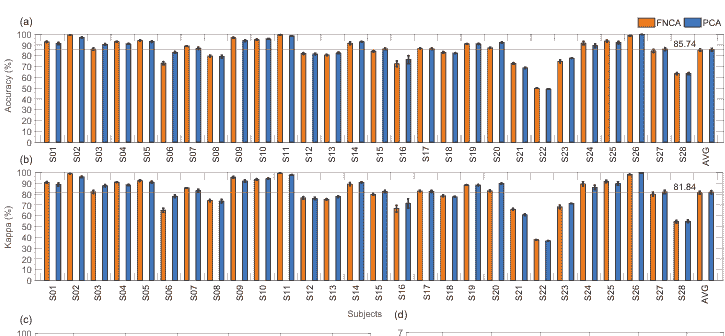 (a)
FNCA PCA
100
90
80
70
60
50
40
30
20
10
0
Accuracy (%)
85.74
S01 S02 S03 S04 S05 S06 S07 S08 S09 S10 S11 S12 S13 S14 S15 S16 S17 S18 S19 S20 S21 S22 S23 S24 S25 S26 S27 S28 AVG
(b)
100
90
80
70
60
50
40
30
20
10
0
Kappa (%)
81.84
S01 S02 S03 S04 S05 S06 S07 S08 S09 S10 S11 S12 S13 S14 S15 S16 S17 S18 S19 S20 S21 S22 S23 S24 S25 S26 S27 S28 AVG
Subjects
(c) (d)
100 7